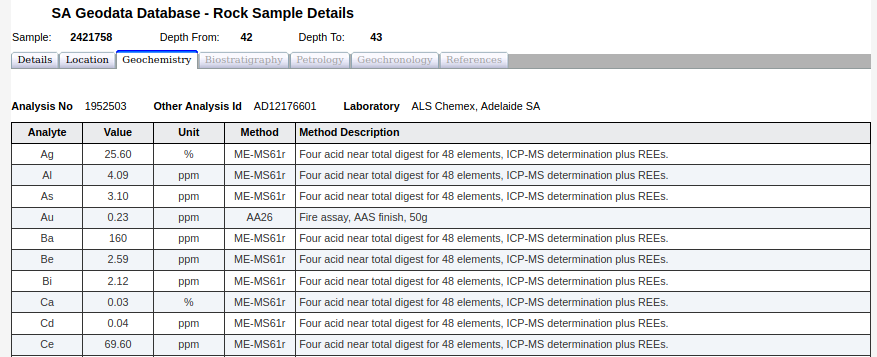 SA Geodata Database - Rock Sample Details
Sample: 2421758 Depth From: 42 Depth To: 43
Details Location Geochemistry Biostratigraphy Petrology Geochronology References
Analysis No 1952503 Other Analysis Id AD12176601 Laboratory ALS Chemex, Adelaide SA
Analyte Value Unit Method Method Description
Ag 25.60 % ME-MS61r Four acid near total digest for 48 elements, ICP-MS determination plus REEs.
Al 4.09 ppm ME-MS61r Four acid near total digest for 48 elements, ICP-MS determination plus REEs.
As 3.10 ppm ME-MS61r Four acid near total digest for 48 elements, ICP-MS determination plus REEs.
Au 0.23 ppm AA26 Fire assay, AAS finish, 50g
Ba 160 ppm ME-MS61r Four acid near total digest for 48 elements, ICP-MS determination plus REEs.
Be 2.59 ppm ME-MS61r Four acid near total digest for 48 elements, ICP-MS determination plus REEs.
Bi 2.12 ppm ME-MS61r Four acid near total digest for 48 elements, ICP-MS determination plus REEs.
Ca 0.03 % ME-MS61r Four acid near total digest for 48 elements, ICP-MS determination plus REEs.
Cd 0.04 ppm ME-MS61r Four acid near total digest for 48 elements, ICP-MS determination plus REEs.
Ce 69.60 ppm ME-MS61r Four acid near total digest for 48 elements, ICP-MS determination plus REEs.